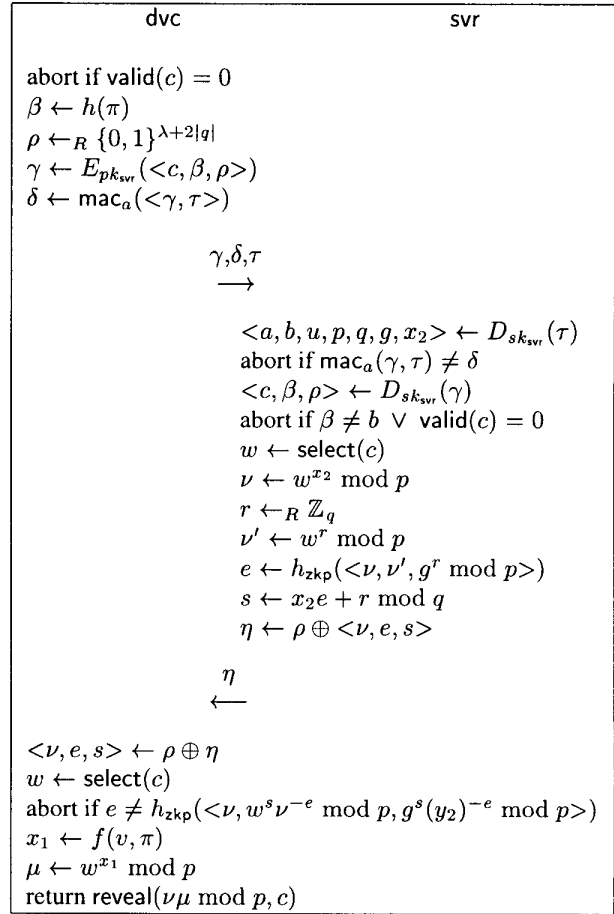 dvc svr
abort if valid(c) = 0
β ← h(π)
ρ ←_R {0, 1}^{λ+2|q|}
γ ← E_{pk_svr}(<c, β, ρ>)
δ ← mac_a(<γ, τ>)
γ,δ,τ
⟶
<a, b, u, p, q, g, x_2> ← D_{sk_svr}(τ)
abort if mac_a(γ, τ) ≠ δ
<c, β, ρ> ← D_{sk_svr}(γ)
abort if β ≠ b ∨ valid(c) = 0
w ← select(c)
ν ← w^{x_2} mod p
r ←_R ℤ_q
ν′ ← w^r mod p
e ← h_zkp(<ν, ν′, g^r mod p>)
s ← x_2e + r mod q
η ← ρ ⊕ <ν, e, s>
η
⟵
<ν, e, s> ← ρ ⊕ η
w ← select(c)
abort if e ≠ h_zkp(<ν, w^sν^{-e} mod p, g^s(y_2)^{-e} mod p>)
x_1 ← f(v, π)
μ ← w^{x_1} mod p
return reveal(νμ mod p, c)